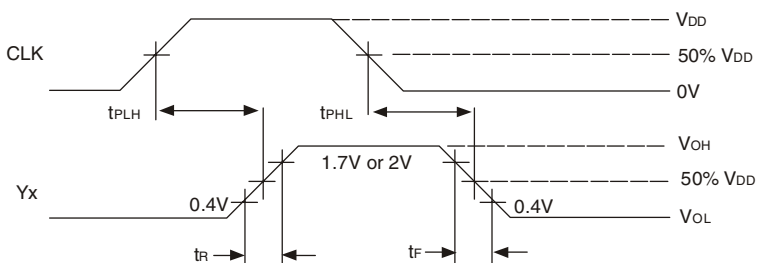 VDD
CLK
50% VDD
0V
tPLH
tPHL
VOH
1.7V or 2V
Yx
50% VDD
0.4V
0.4V
VOL
tR
tF